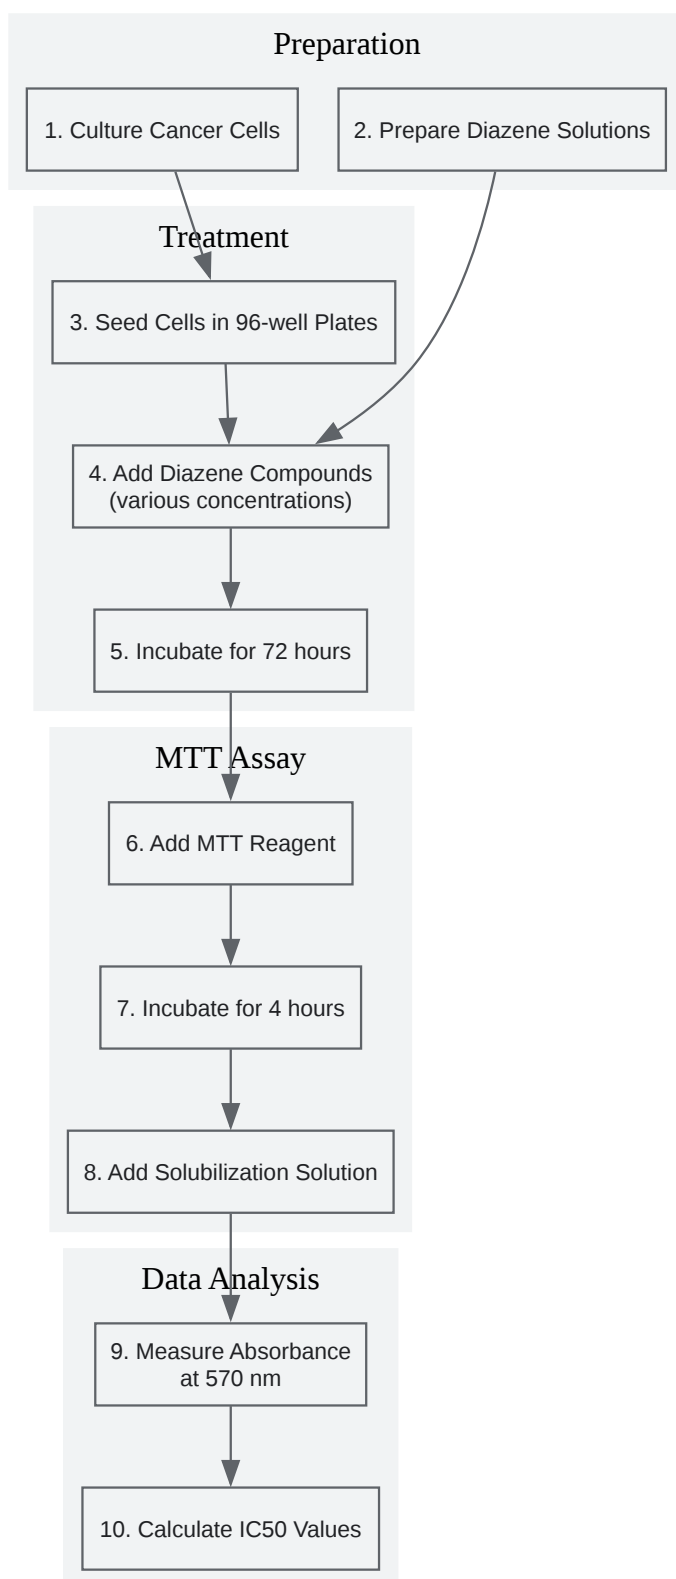 Preparation
1. Culture Cancer Cells
2. Prepare Diazene Solutions
Treatment
3. Seed Cells in 96-well Plates
4. Add Diazene Compounds
(various concentrations)
5. Incubate for 72 hours
MTT Assay
6. Add MTT Reagent
7. Incubate for 4 hours
8. Add Solubilization Solution
Data Analysis
9. Measure Absorbance
at 570 nm
10. Calculate IC50 Values